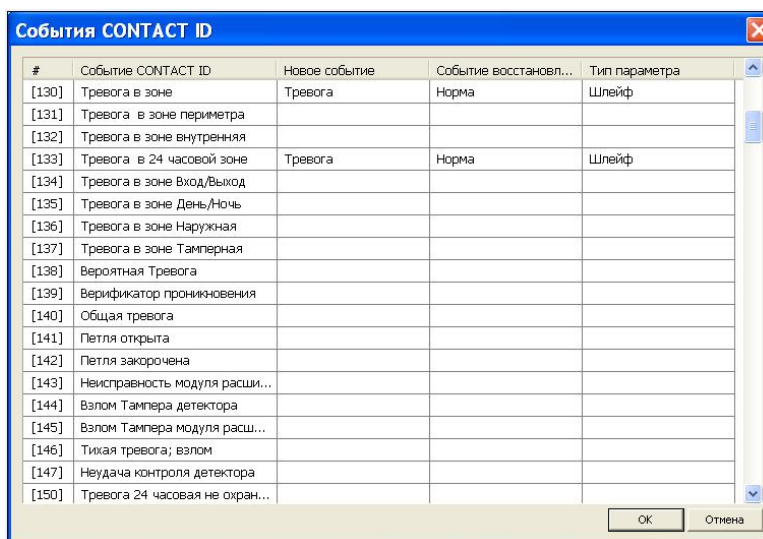 События CONTACT ID
# Событие CONTACT ID Новое событие Событие восстановл... Тип параметра
[130] Тревога в зоне Тревога Норма Шлейф
[131] Тревога в зоне периметра
[132] Тревога в зоне внутренняя
[133] Тревога в 24 часовой зоне Тревога Норма Шлейф
[134] Тревога в зоне Вход/Выход
[135] Тревога в зоне День/Ночь
[136] Тревога в зоне Наружная
[137] Тревога в зоне Тамперная
[138] Вероятная Тревога
[139] Верификатор проникновения
[140] Общая тревога
[141] Петля открыта
[142] Петля закорочена
[143] Неисправность модуля расши...
[144] Взлом Тампера детектора
[145] Взлом Тампера модуля расш...
[146] Тихая тревога; взлом
[147] Неудача контроля детектора
[150] Тревога 24 часовая не охран...
ОК Отмена